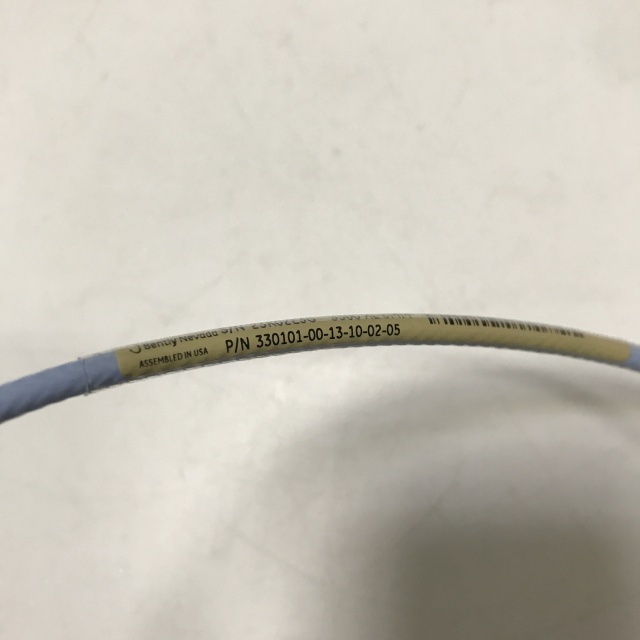 Bently Nevada S/N
ASSEMBLED IN USA P/N 330101-00-13-10-02-05